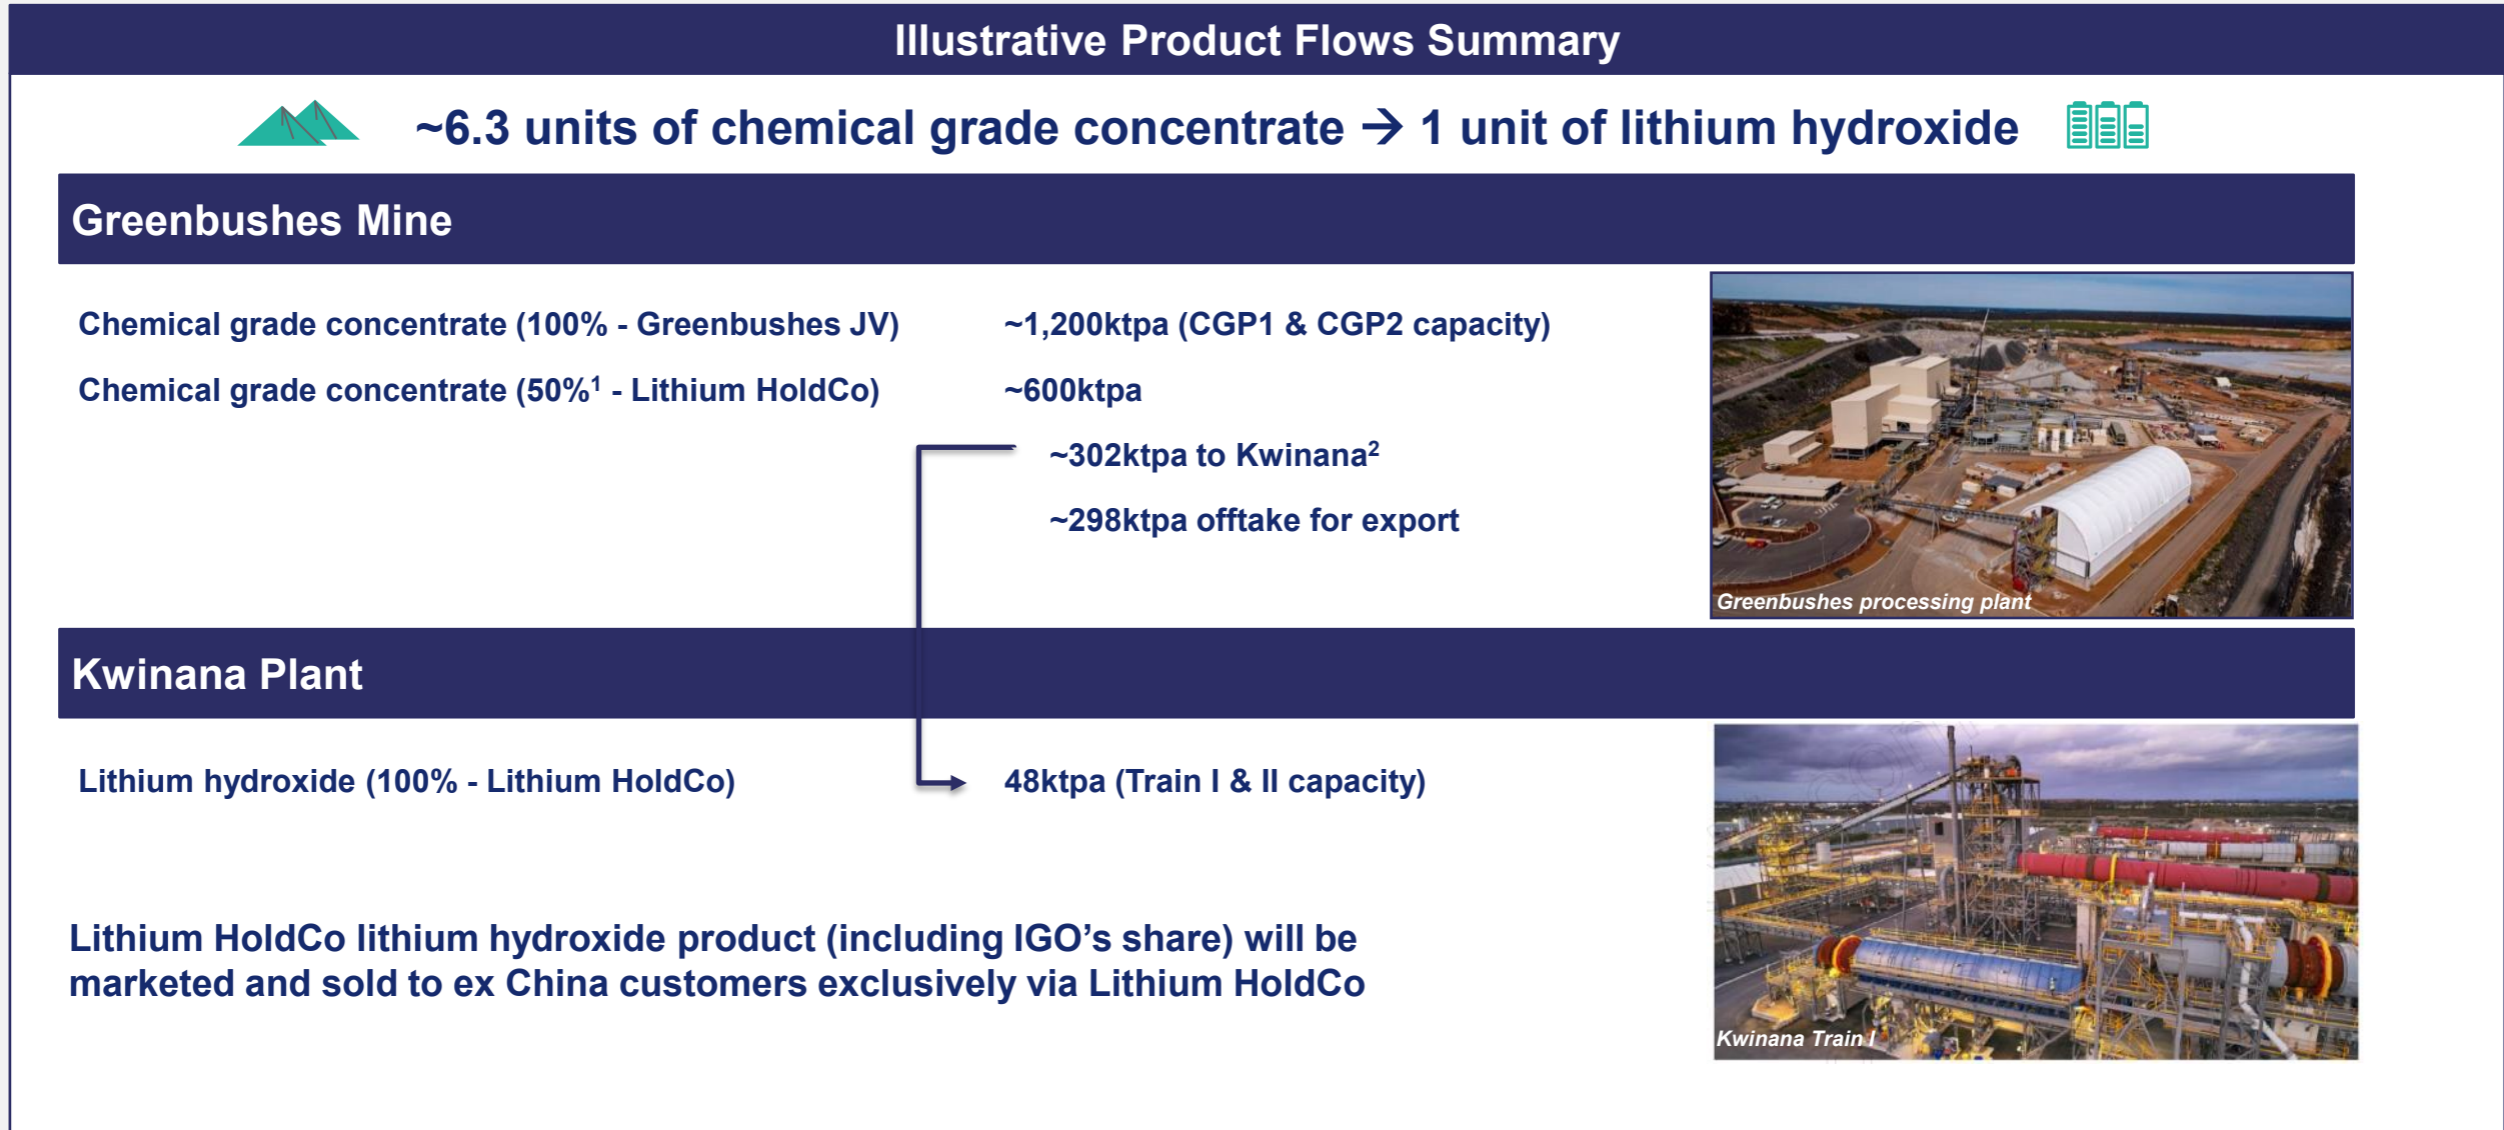 Illustrative Product Flows Summary
~6.3 units of chemical grade concentrate → 1 unit of lithium hydroxide
Greenbushes Mine
Chemical grade concentrate (100% - Greenbushes JV) ~1,200ktpa (CGP1 & CGP2 capacity)
Chemical grade concentrate (50%¹ - Lithium HoldCo) ~600ktpa
~302ktpa to Kwinana²
~298ktpa offtake for export
Greenbushes processing plant
Kwinana Plant
Lithium hydroxide (100% - Lithium HoldCo) 48ktpa (Train I & II capacity)
Lithium HoldCo lithium hydroxide product (including IGO’s share) will be
marketed and sold to ex China customers exclusively via Lithium HoldCo
Kwinana Train I